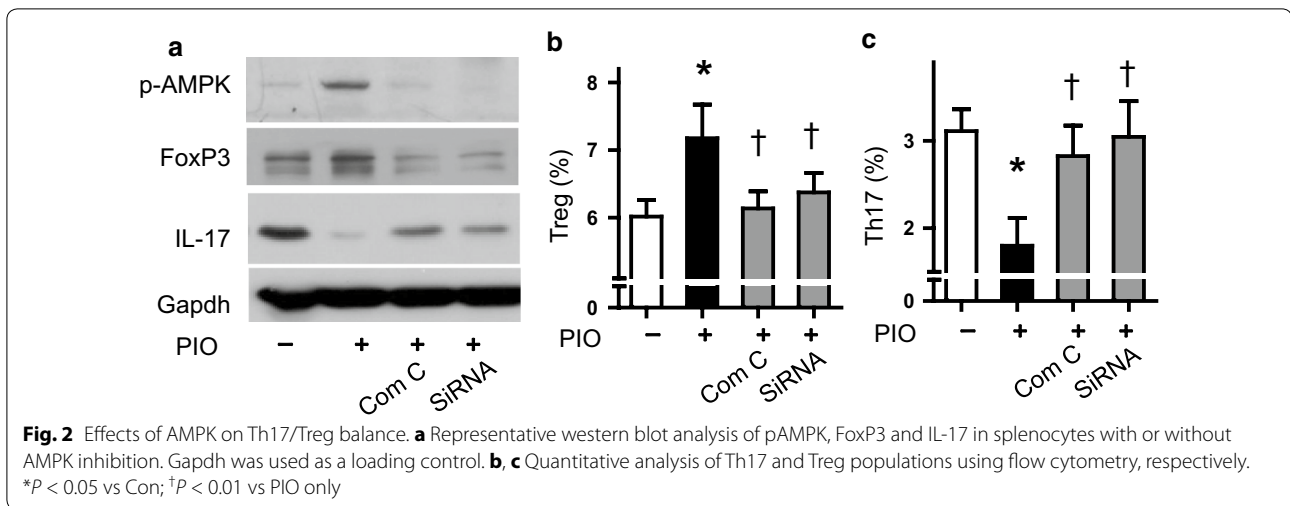 a
p-AMPK
FoxP3
IL-17
Gapdh
PIO − + + +
Com C SiRNA
b
Treg (%)
8
7
6
0
* † †
PIO − + + +
Com C SiRNA
c
Th17 (%)
3
2
0
* † †
PIO − + + +
Com C SiRNA
Fig. 2 Effects of AMPK on Th17/Treg balance. a Representative western blot analysis of pAMPK, FoxP3 and IL-17 in splenocytes with or without
AMPK inhibition. Gapdh was used as a loading control. b, c Quantitative analysis of Th17 and Treg populations using flow cytometry, respectively.
*P < 0.05 vs Con; †P < 0.01 vs PIO only